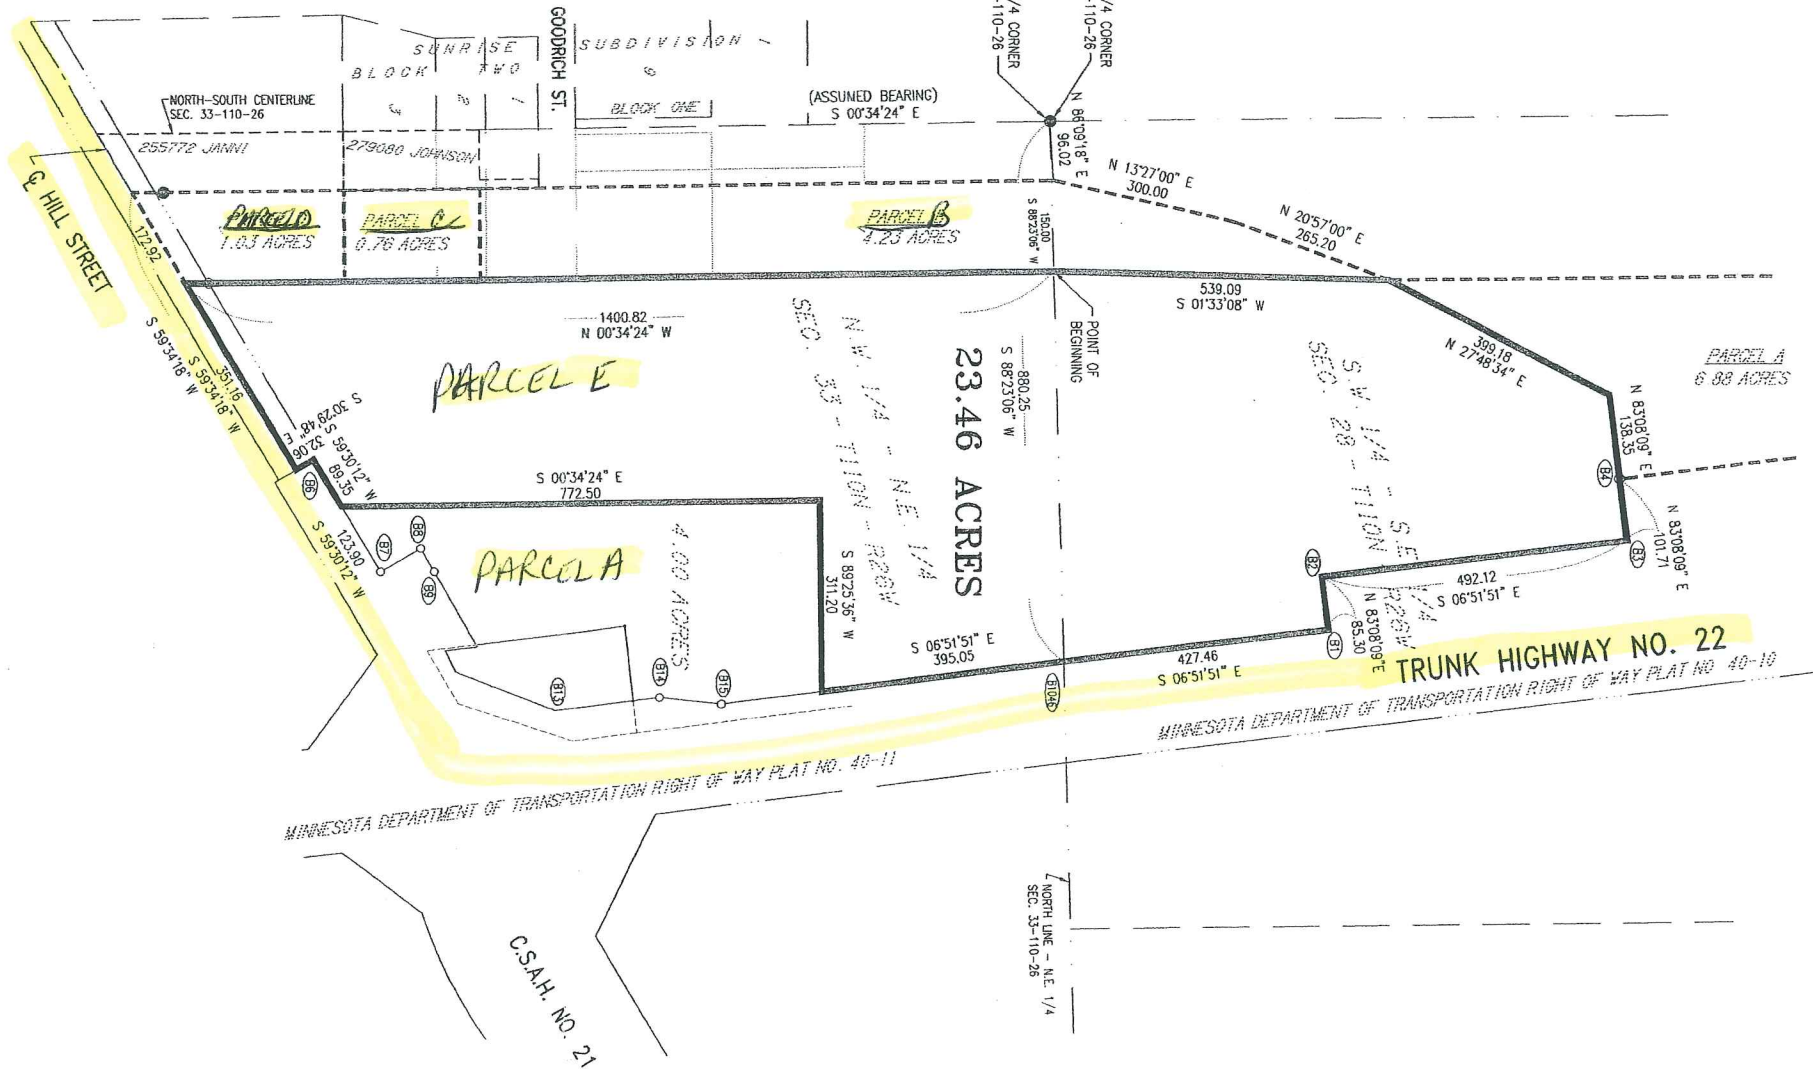 1/4 CORNER
-110-26
1/4 CORNER
-110-26
GOODRICH ST.
SUNRISE
SUBDIVISION
BLOCK TWO
4
2
1
6
1
BLOCK ONE
(ASSUNED BEARING)
S 00°34'24" E
NORTH-SOUTH CENTERLINE
SEC. 33-110-26
255772 JANNI
279080 JOHNSON
N 86°09'18" E
96.02
N 13°27'00" E
300.00
N 20°57'00" E
265.20
PARCEL D
1.03 ACRES
PARCEL C
0.76 ACRES
PARCEL B
4.23 ACRES
150.00
S 88°23'06" W
℄ HILL STREET
172.92
S 59°34'18" W
351.16
S 59°34'18" W
1400.82
N 00°34'24" W
539.09
S 01°33'08" W
POINT OF
BEGINNING
399.18
N 27°48'34" E
PARCEL A
6.88 ACRES
PARCEL E
N.W. 1/4 - N.E. 1/4
SEC. 33 - T110N - R26W
880.25
S 88°23'06" W
23.46 ACRES
S.W. 1/4 - S.E. 1/4
SEC. 28 - T110N - R26W
N 83°08'09" E
138.35
B4
N 83°08'09" E
101.71
B3
S 30°29'48" E
32.06
S 59°30'12" W
89.35
B6
S 00°34'24" E
772.50
123.90
S 59°30'12" W
B7
B8
B9
PARCEL A
4.00 ACRES
S 89°25'36" W
311.20
B2
492.12
S 06°51'51" E
N 83°08'09" E
85.30
B1
S 06°51'51" E
395.05
427.46
S 06°51'51" E
B13
B14
B15
B1046
TRUNK HIGHWAY NO. 22
MINNESOTA DEPARTMENT OF TRANSPORTATION RIGHT OF WAY PLAT NO 40-10
MINNESOTA DEPARTMENT OF TRANSPORTATION RIGHT OF WAY PLAT NO. 40-11
NORTH LINE - N.E. 1/4
SEC. 33-110-26
C.S.A.H. NO. 21